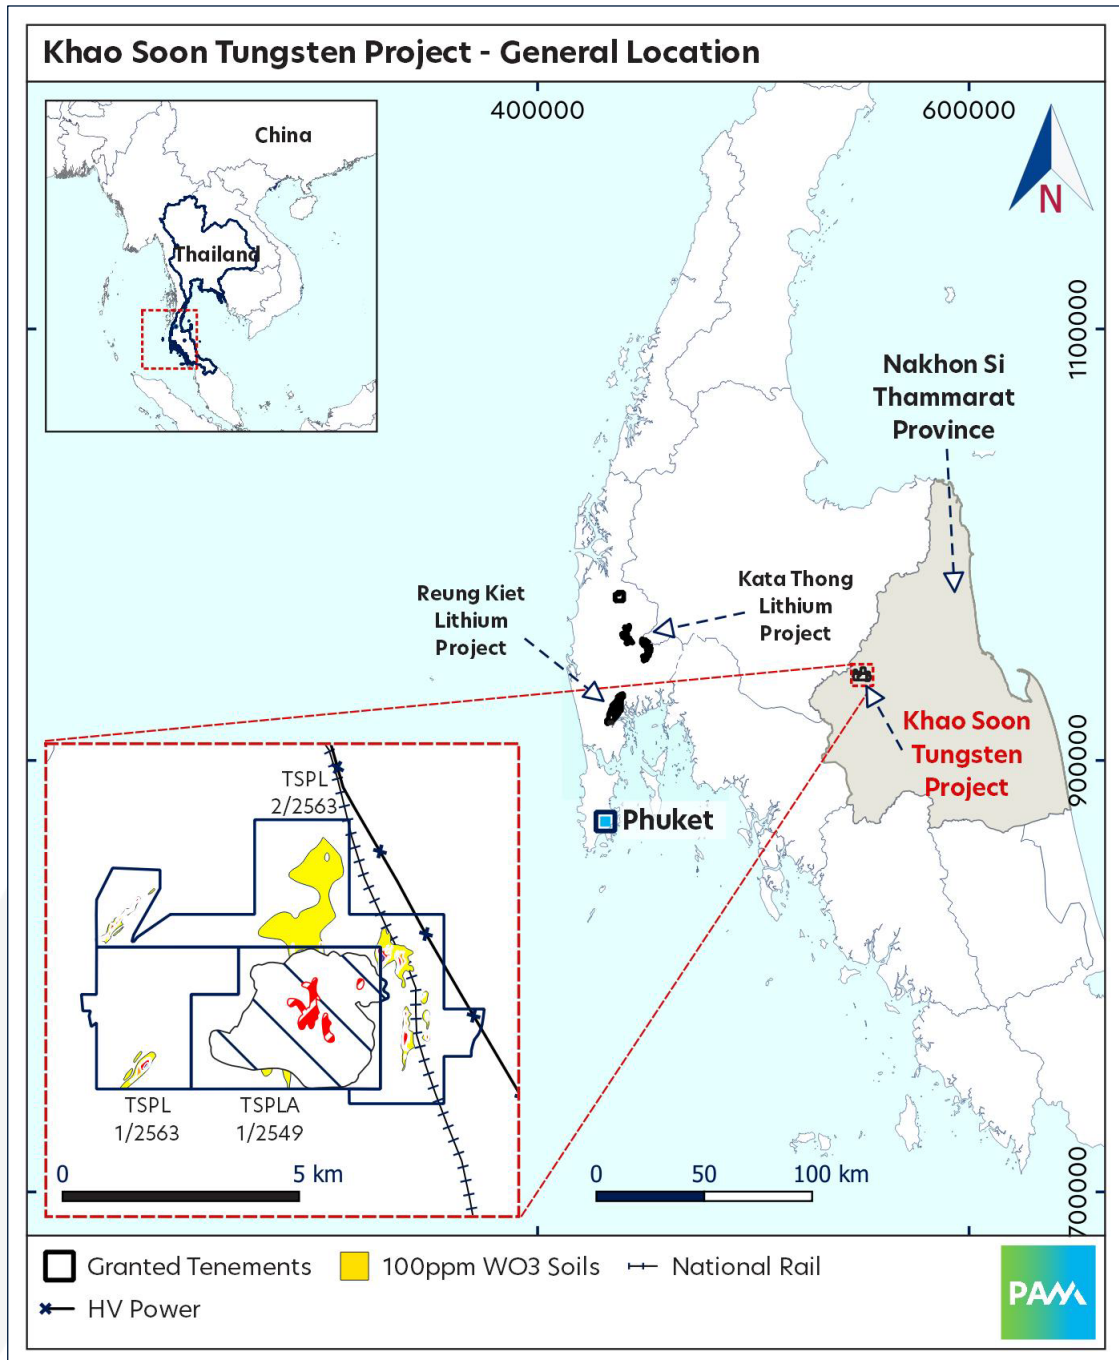 Khao Soon Tungsten Project - General Location
400000
600000
China
Thailand
N
1100000
Nakhon Si
Thammarat
Province
Reung Kiet
Lithium
Project
Kata Thong
Lithium
Project
Khao Soon
Tungsten
Project
900000
Phuket
TSPL
2/2563
TSPL
1/2563
TSPLA
1/2549
0
5 km
0
50
100 km
700000
Granted Tenements
100ppm WO3 Soils
National Rail
HV Power
PAM